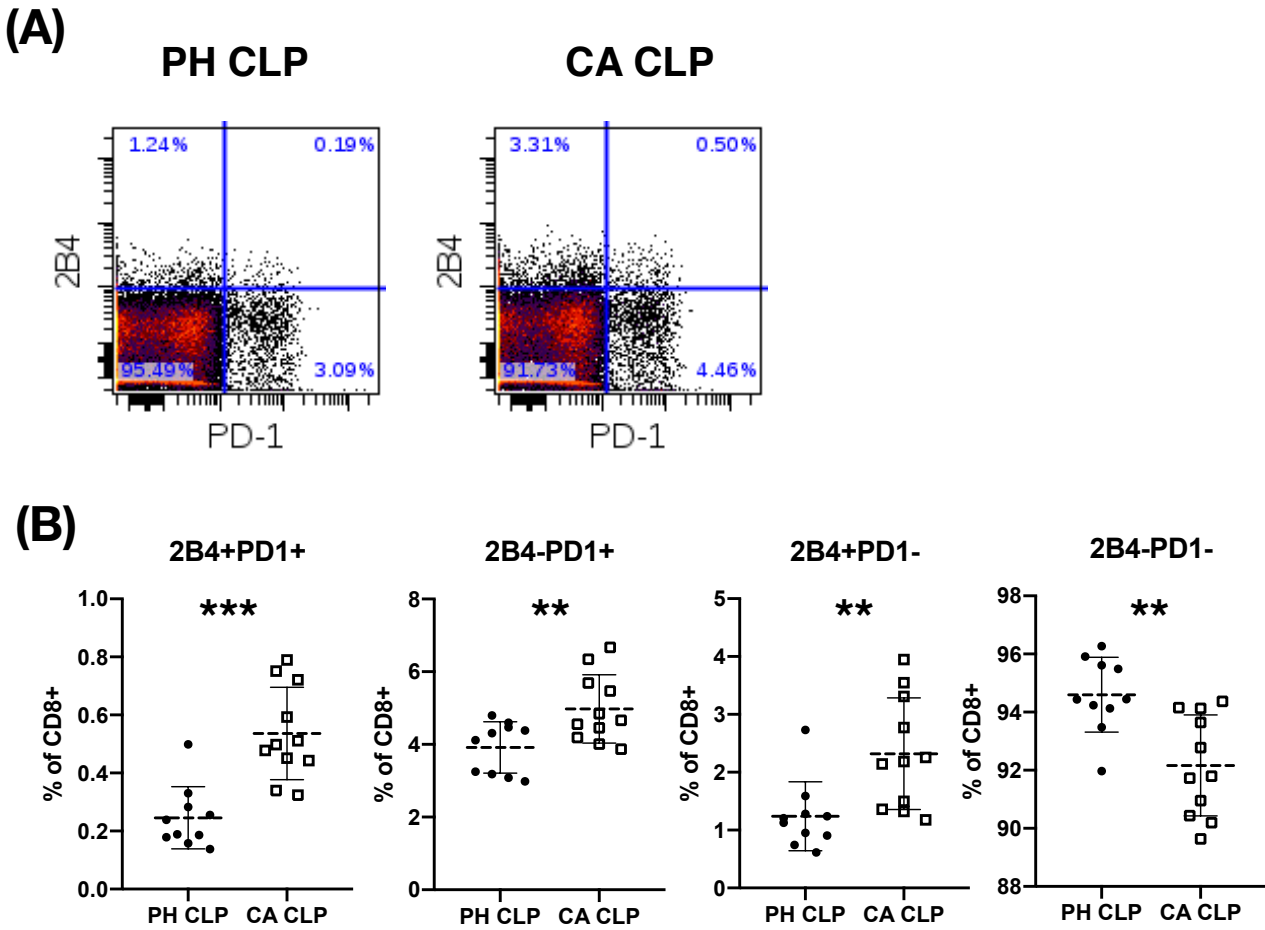 (A)
PH CLP CA CLP
1.24% 0.19% 3.31% 0.50%
2B4 2B4
95.49% 3.09% 91.73% 4.46%
PD-1 PD-1
(B)
2B4+PD1+ 2B4-PD1+ 2B4+PD1- 2B4-PD1-
*** ** ** **
% of CD8+
1.0
0.8
0.6
0.4
0.2
0.0
PH CLP CA CLP
% of CD8+
8
6
4
2
0
PH CLP CA CLP
% of CD8+
5
4
3
2
1
0
PH CLP CA CLP
% of CD8+
98
96
94
92
90
88
PH CLP CA CLP